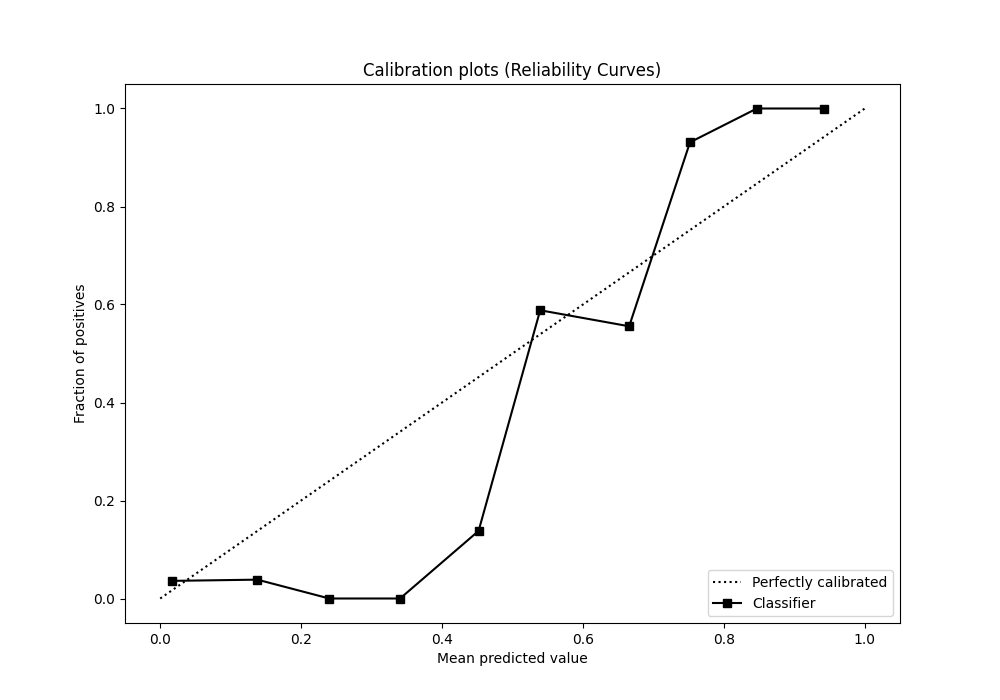 Calibration plots (Reliability Curves)
1.0
0.8
0.6
0.4
0.2
0.0
Fraction of positives
0.0 0.2 0.4 0.6 0.8 1.0
Mean predicted value
Perfectly calibrated
Classifier